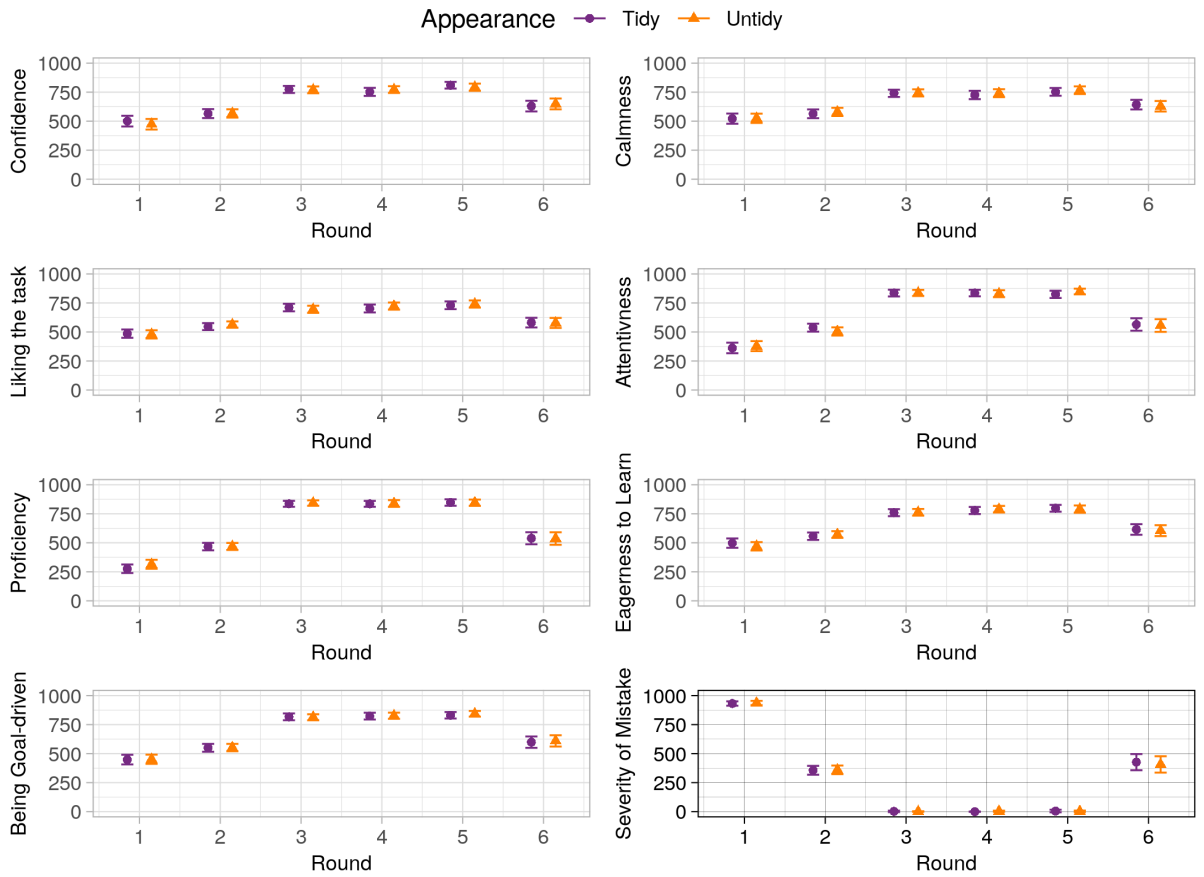 Appearance Tidy Untidy
Confidence
1000
750
500
250
0
1 2 3 4 5 6
Round
Calmness
1000
750
500
250
0
1 2 3 4 5 6
Round
Liking the task
1000
750
500
250
0
1 2 3 4 5 6
Round
Attentivness
1000
750
500
250
0
1 2 3 4 5 6
Round
Proficiency
1000
750
500
250
0
1 2 3 4 5 6
Round
Eagerness to Learn
1000
750
500
250
0
1 2 3 4 5 6
Round
Being Goal-driven
1000
750
500
250
0
1 2 3 4 5 6
Round
Severity of Mistake
1000
750
500
250
0
1 2 3 4 5 6
Round